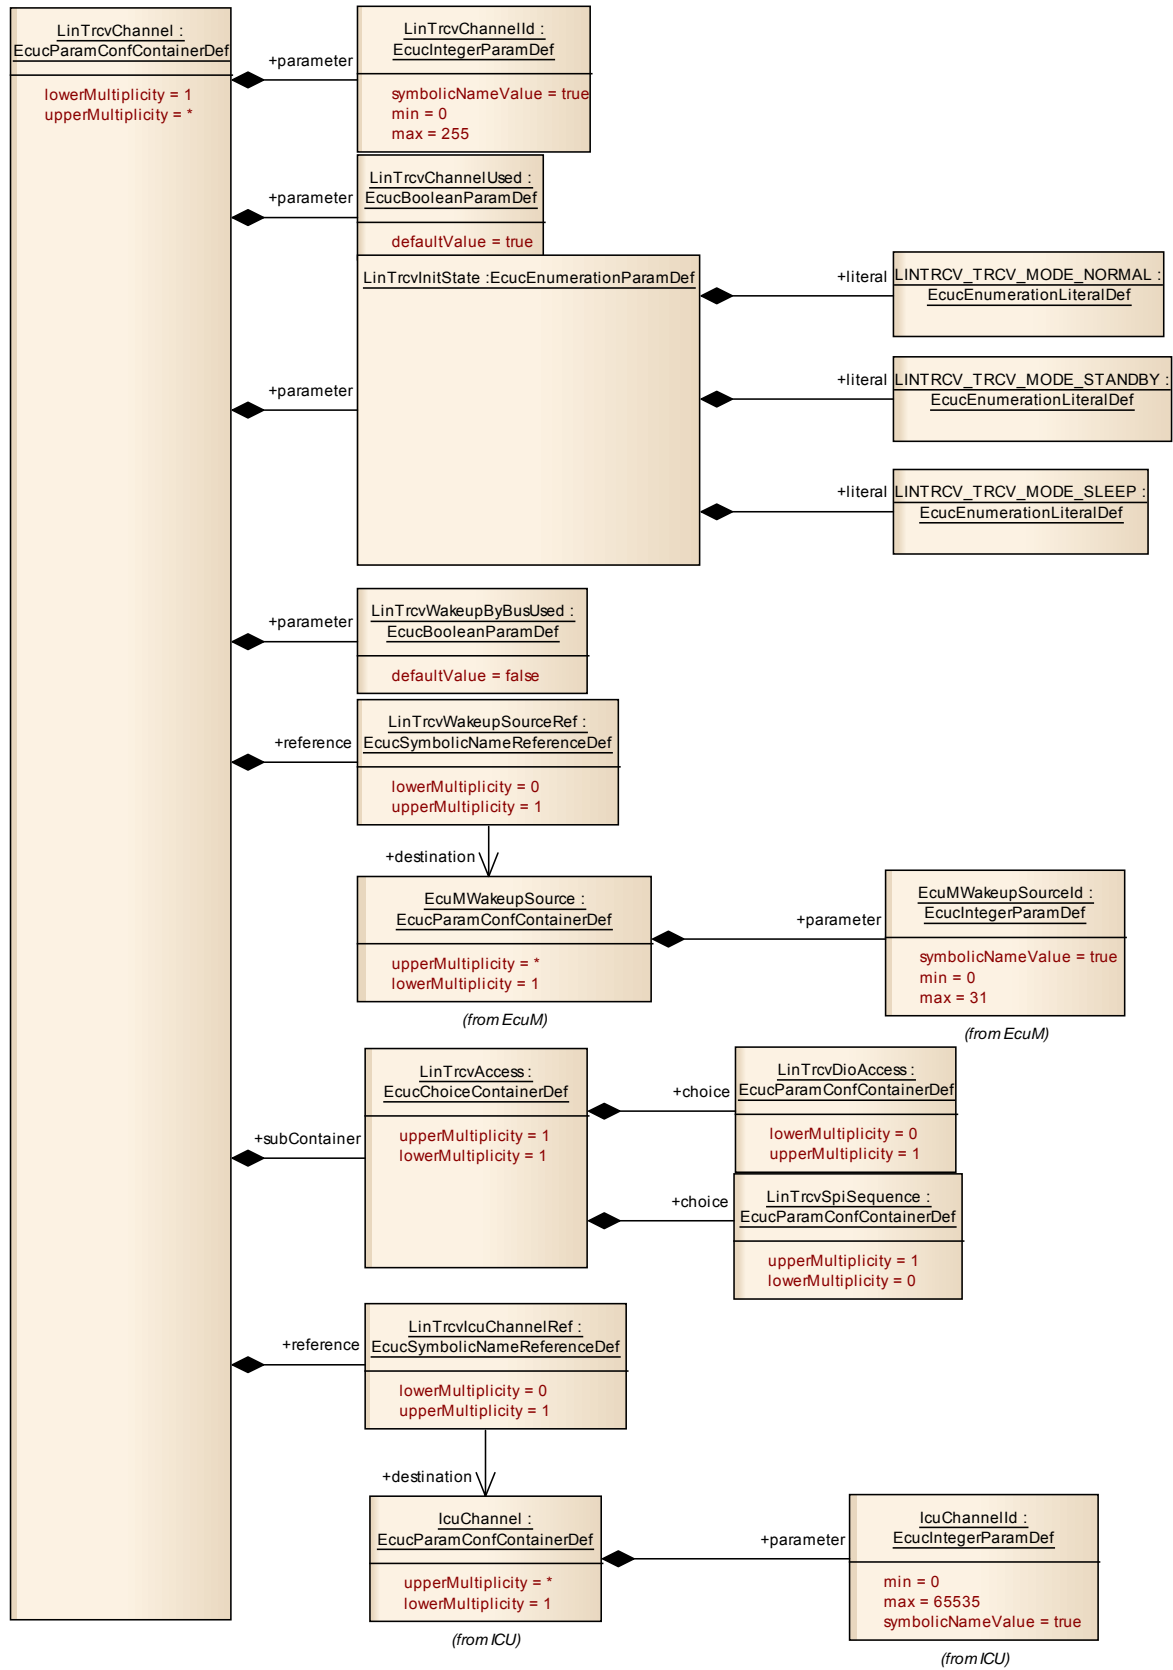 LinTrcvChannel :
EcucParamConfContainerDef
lowerMultiplicity = 1
upperMultiplicity = *
+parameter
LinTrcvChannelId :
EcucIntegerParamDef
symbolicNameValue = true
min = 0
max = 255
+parameter
LinTrcvChannelUsed :
EcucBooleanParamDef
defaultValue = true
+parameter
LinTrcvInitState :EcucEnumerationParamDef
+literal
LINTRCV_TRCV_MODE_NORMAL :
EcucEnumerationLiteralDef
+literal
LINTRCV_TRCV_MODE_STANDBY :
EcucEnumerationLiteralDef
+literal
LINTRCV_TRCV_MODE_SLEEP :
EcucEnumerationLiteralDef
+parameter
LinTrcvWakeupByBusUsed :
EcucBooleanParamDef
defaultValue = false
+reference
LinTrcvWakeupSourceRef :
EcucSymbolicNameReferenceDef
lowerMultiplicity = 0
upperMultiplicity = 1
+destination
EcuMWakeupSource :
EcucParamConfContainerDef
upperMultiplicity = *
lowerMultiplicity = 1
(from EcuM)
+parameter
EcuMWakeupSourceId :
EcucIntegerParamDef
symbolicNameValue = true
min = 0
max = 31
(from EcuM)
+subContainer
LinTrcvAccess :
EcucChoiceContainerDef
upperMultiplicity = 1
lowerMultiplicity = 1
+choice
LinTrcvDioAccess :
EcucParamConfContainerDef
lowerMultiplicity = 0
upperMultiplicity = 1
+choice
LinTrcvSpiSequence :
EcucParamConfContainerDef
upperMultiplicity = 1
lowerMultiplicity = 0
+reference
LinTrcvIcuChannelRef :
EcucSymbolicNameReferenceDef
lowerMultiplicity = 0
upperMultiplicity = 1
+destination
IcuChannel :
EcucParamConfContainerDef
upperMultiplicity = *
lowerMultiplicity = 1
(from ICU)
+parameter
IcuChannelId :
EcucIntegerParamDef
min = 0
max = 65535
symbolicNameValue = true
(from ICU)